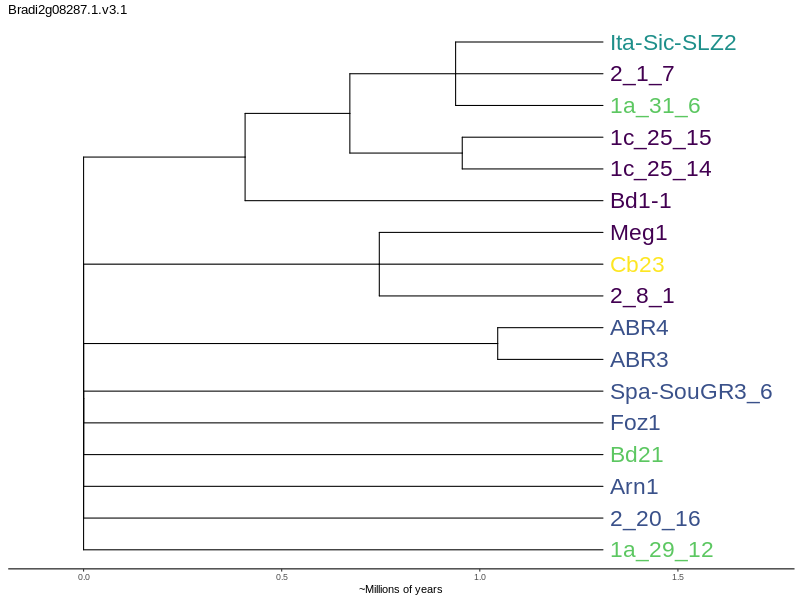 Bradi2g08287.1.v3.1
Ita-Sic-SLZ2
2_1_7
1a_31_6
1c_25_15
1c_25_14
Bd1-1
Meg1
Cb23
2_8_1
ABR4
ABR3
Spa-SouGR3_6
Foz1
Bd21
Arn1
2_20_16
1a_29_12
0.0 0.5 1.0 1.5
~Millions of years